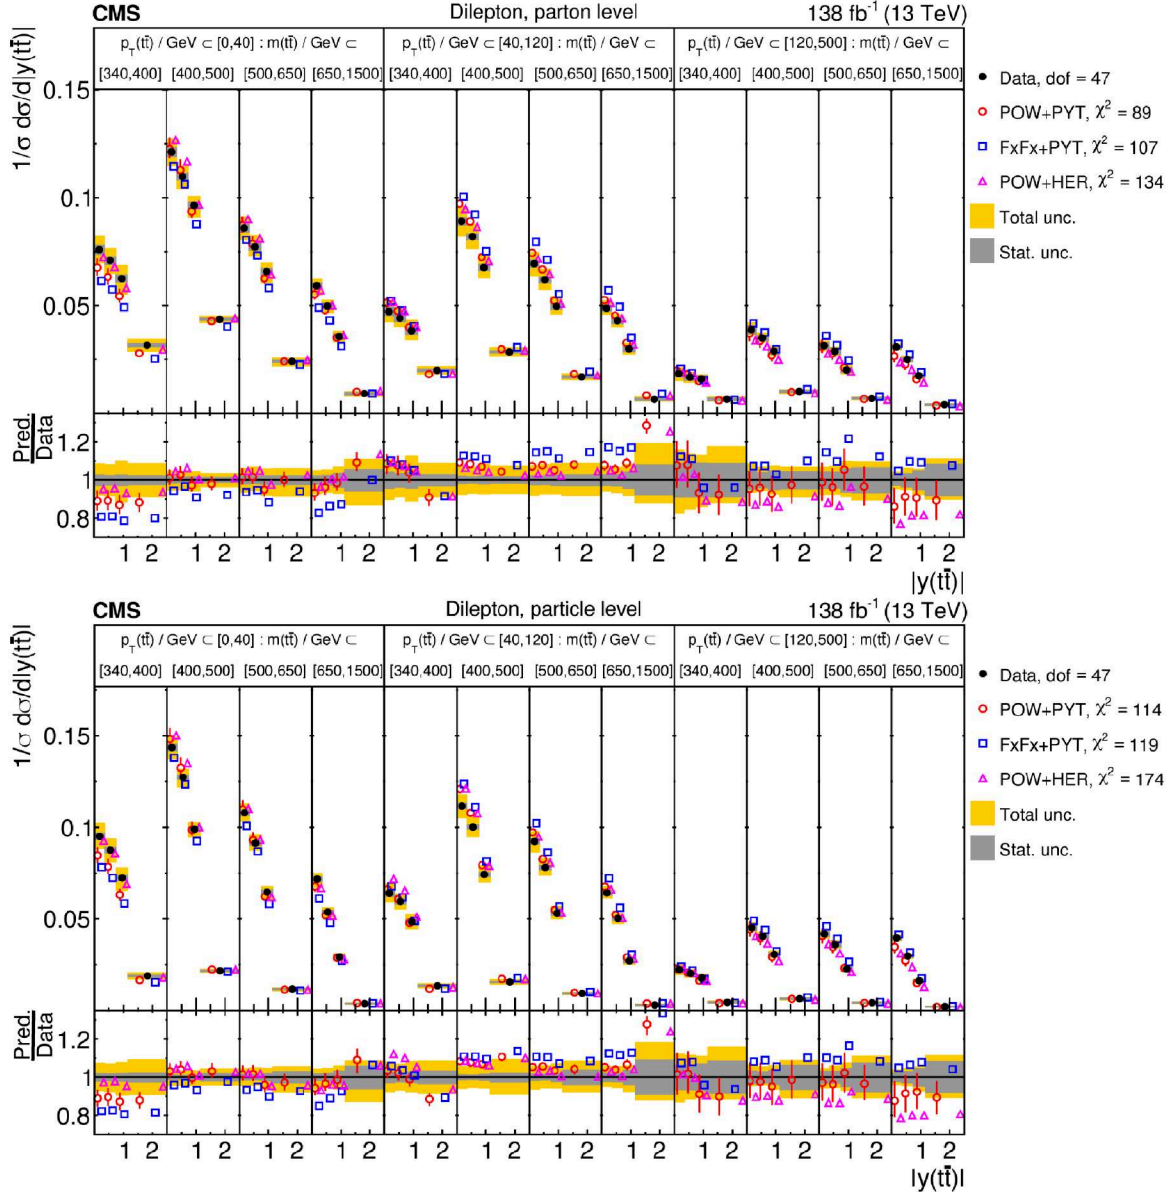 CMS Dilepton, parton level 138 fb⁻¹ (13 TeV)
p_T(tt̄) / GeV ⊂ [0,40] : m(tt̄) / GeV ⊂ p_T(tt̄) / GeV ⊂ [40,120] : m(tt̄) / GeV ⊂ p_T(tt̄) / GeV ⊂ [120,500] : m(tt̄) / GeV ⊂
[340,400] [400,500] [500,650] [650,1500] [340,400] [400,500] [500,650] [650,1500] [340,400] [400,500] [500,650] [650,1500]
1/σ dσ/d|y(tt̄)|
0.15
0.1
0.05
Data, dof = 47
POW+PYT, χ² = 89
FxFx+PYT, χ² = 107
POW+HER, χ² = 134
Total unc.
Stat. unc.
Pred.
Data
1.2
1
0.8
1 2 1 2 1 2 1 2 1 2 1 2 1 2 1 2 1 2 1 2 1 2 1 2
|y(tt̄)|
CMS Dilepton, particle level 138 fb⁻¹ (13 TeV)
p_T(tt̄) / GeV ⊂ [0,40] : m(tt̄) / GeV ⊂ p_T(tt̄) / GeV ⊂ [40,120] : m(tt̄) / GeV ⊂ p_T(tt̄) / GeV ⊂ [120,500] : m(tt̄) / GeV ⊂
[340,400] [400,500] [500,650] [650,1500] [340,400] [400,500] [500,650] [650,1500] [340,400] [400,500] [500,650] [650,1500]
1/σ dσ/d|y(tt̄)|
0.15
0.1
0.05
Data, dof = 47
POW+PYT, χ² = 114
FxFx+PYT, χ² = 119
POW+HER, χ² = 174
Total unc.
Stat. unc.
Pred.
Data
1.2
1
0.8
1 2 1 2 1 2 1 2 1 2 1 2 1 2 1 2 1 2 1 2 1 2 1 2
|y(tt̄)|